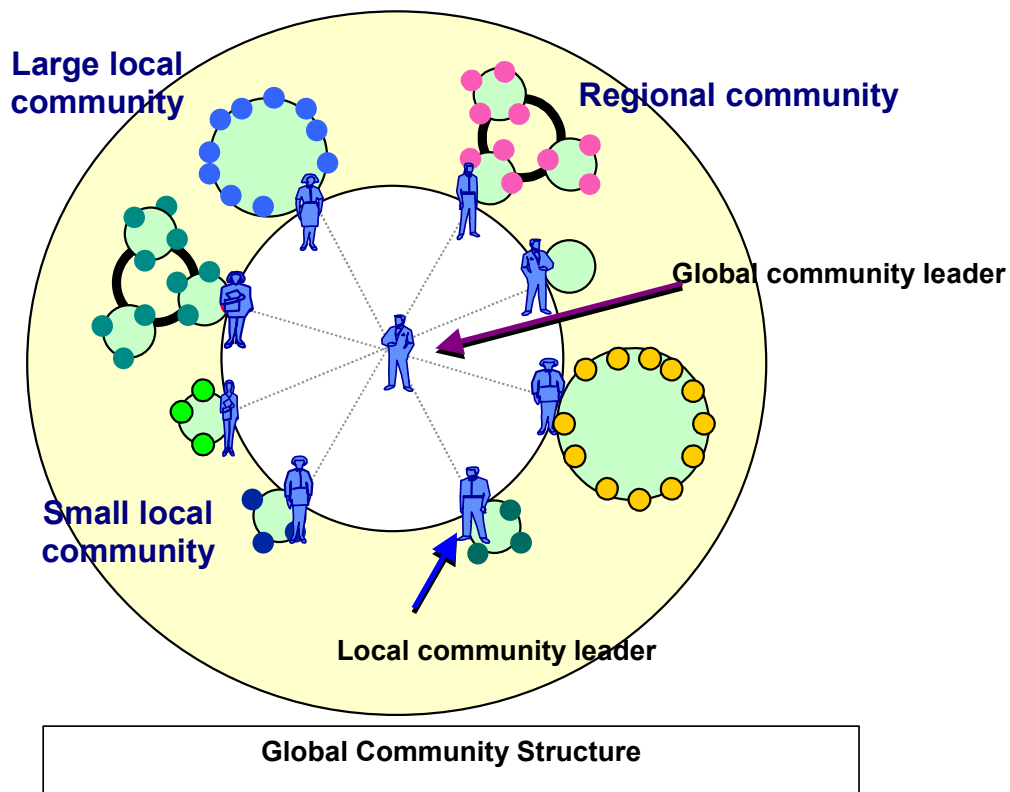 Large local
community
Regional community
Global community leader
Small local
community
Local community leader
Global Community Structure